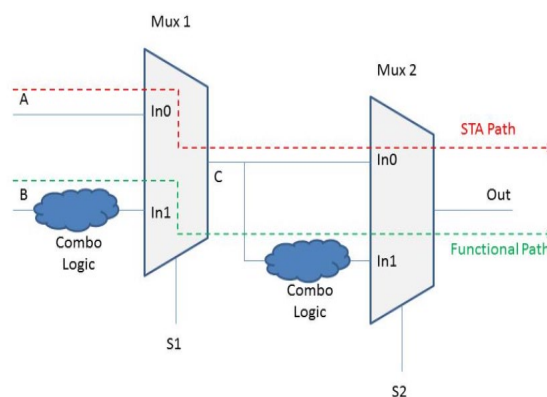 Mux 1
Mux 2
A
In0
STA Path
C
In0
B
In1
Out
Combo
Logic
Functional Path
In1
Combo
Logic
S1
S2